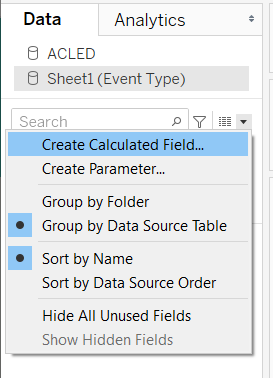 Data Analytics
ACLED
Sheet1 (Event Type)
Search
Create Calculated Field...
Create Parameter...
Group by Folder
Group by Data Source Table
Sort by Name
Sort by Data Source Order
Hide All Unused Fields
Show Hidden Fields